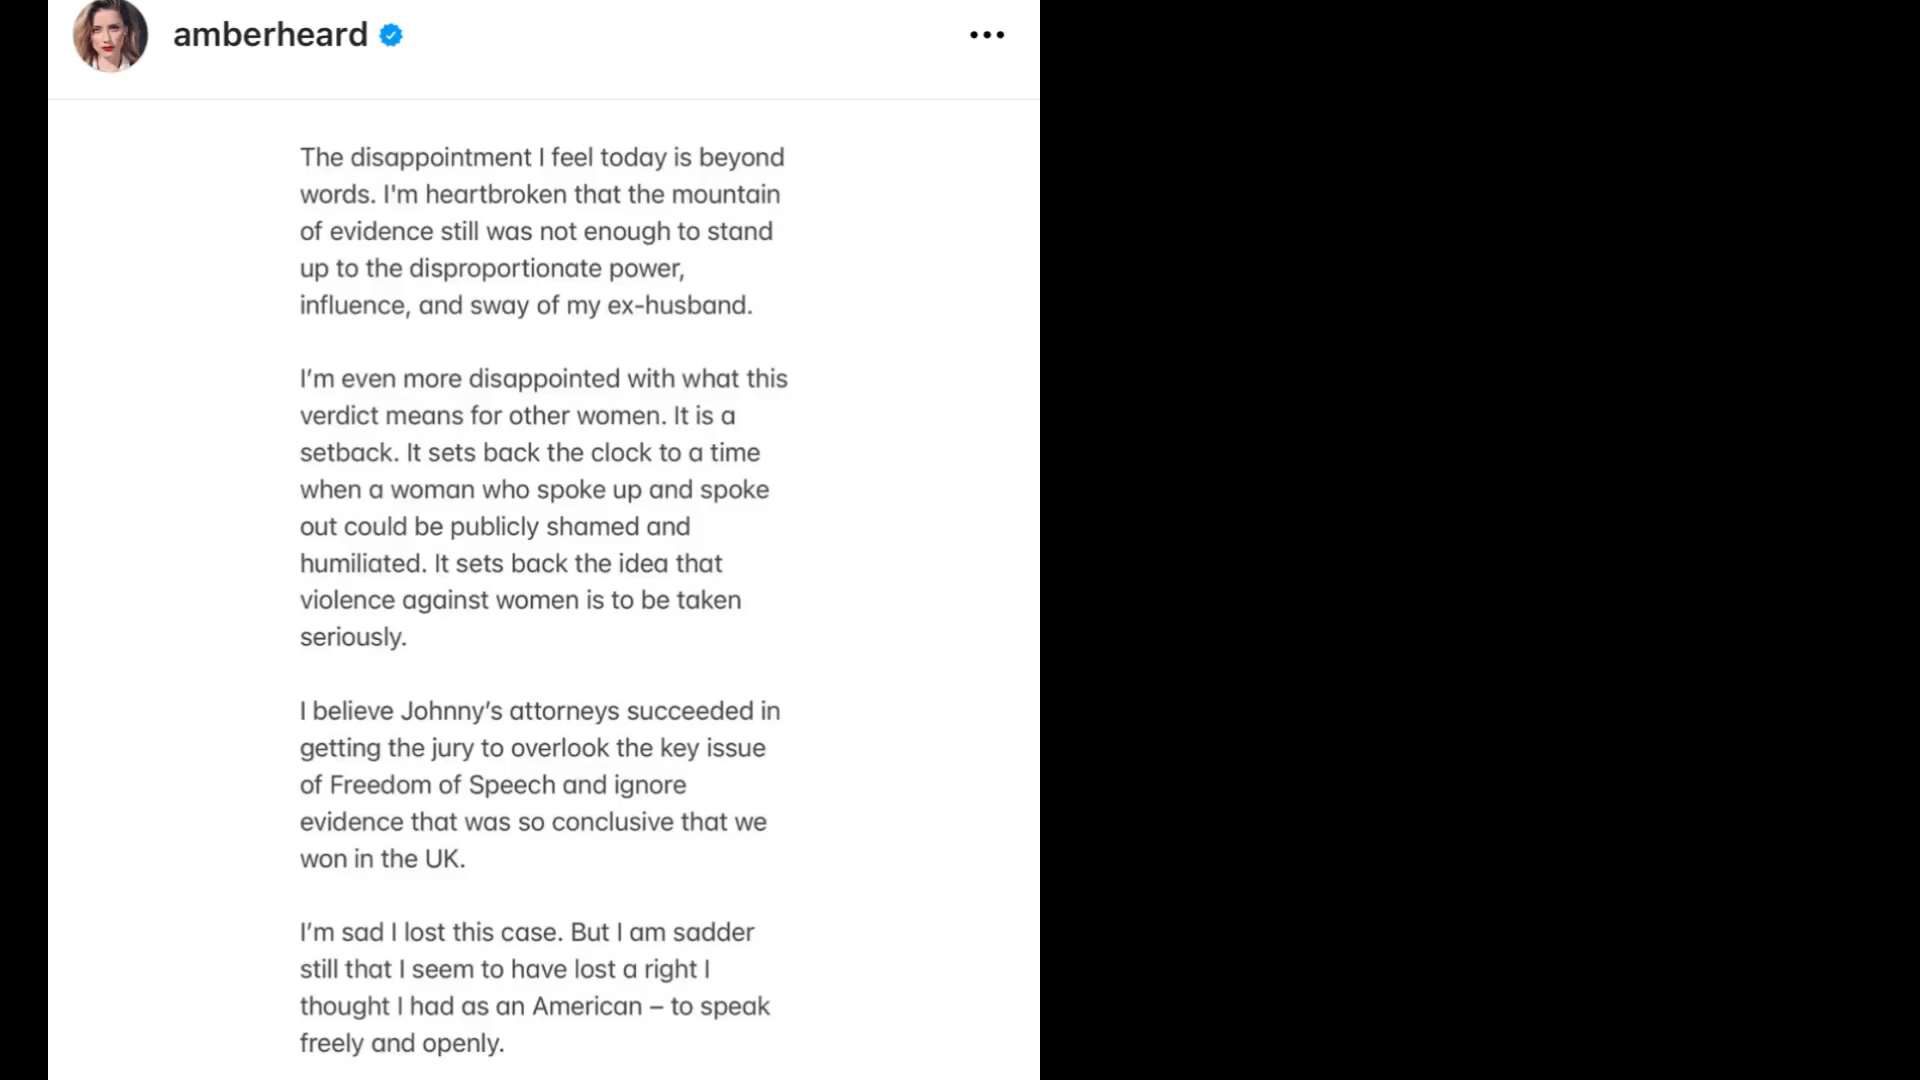 amberheard
The disappointment I feel today is beyond
words. I'm heartbroken that the mountain
of evidence still was not enough to stand
up to the disproportionate power,
influence, and sway of my ex-husband.
I’m even more disappointed with what this
verdict means for other women. It is a
setback. It sets back the clock to a time
when a woman who spoke up and spoke
out could be publicly shamed and
humiliated. It sets back the idea that
violence against women is to be taken
seriously.
I believe Johnny’s attorneys succeeded in
getting the jury to overlook the key issue
of Freedom of Speech and ignore
evidence that was so conclusive that we
won in the UK.
I’m sad I lost this case. But I am sadder
still that I seem to have lost a right I
thought I had as an American – to speak
freely and openly.